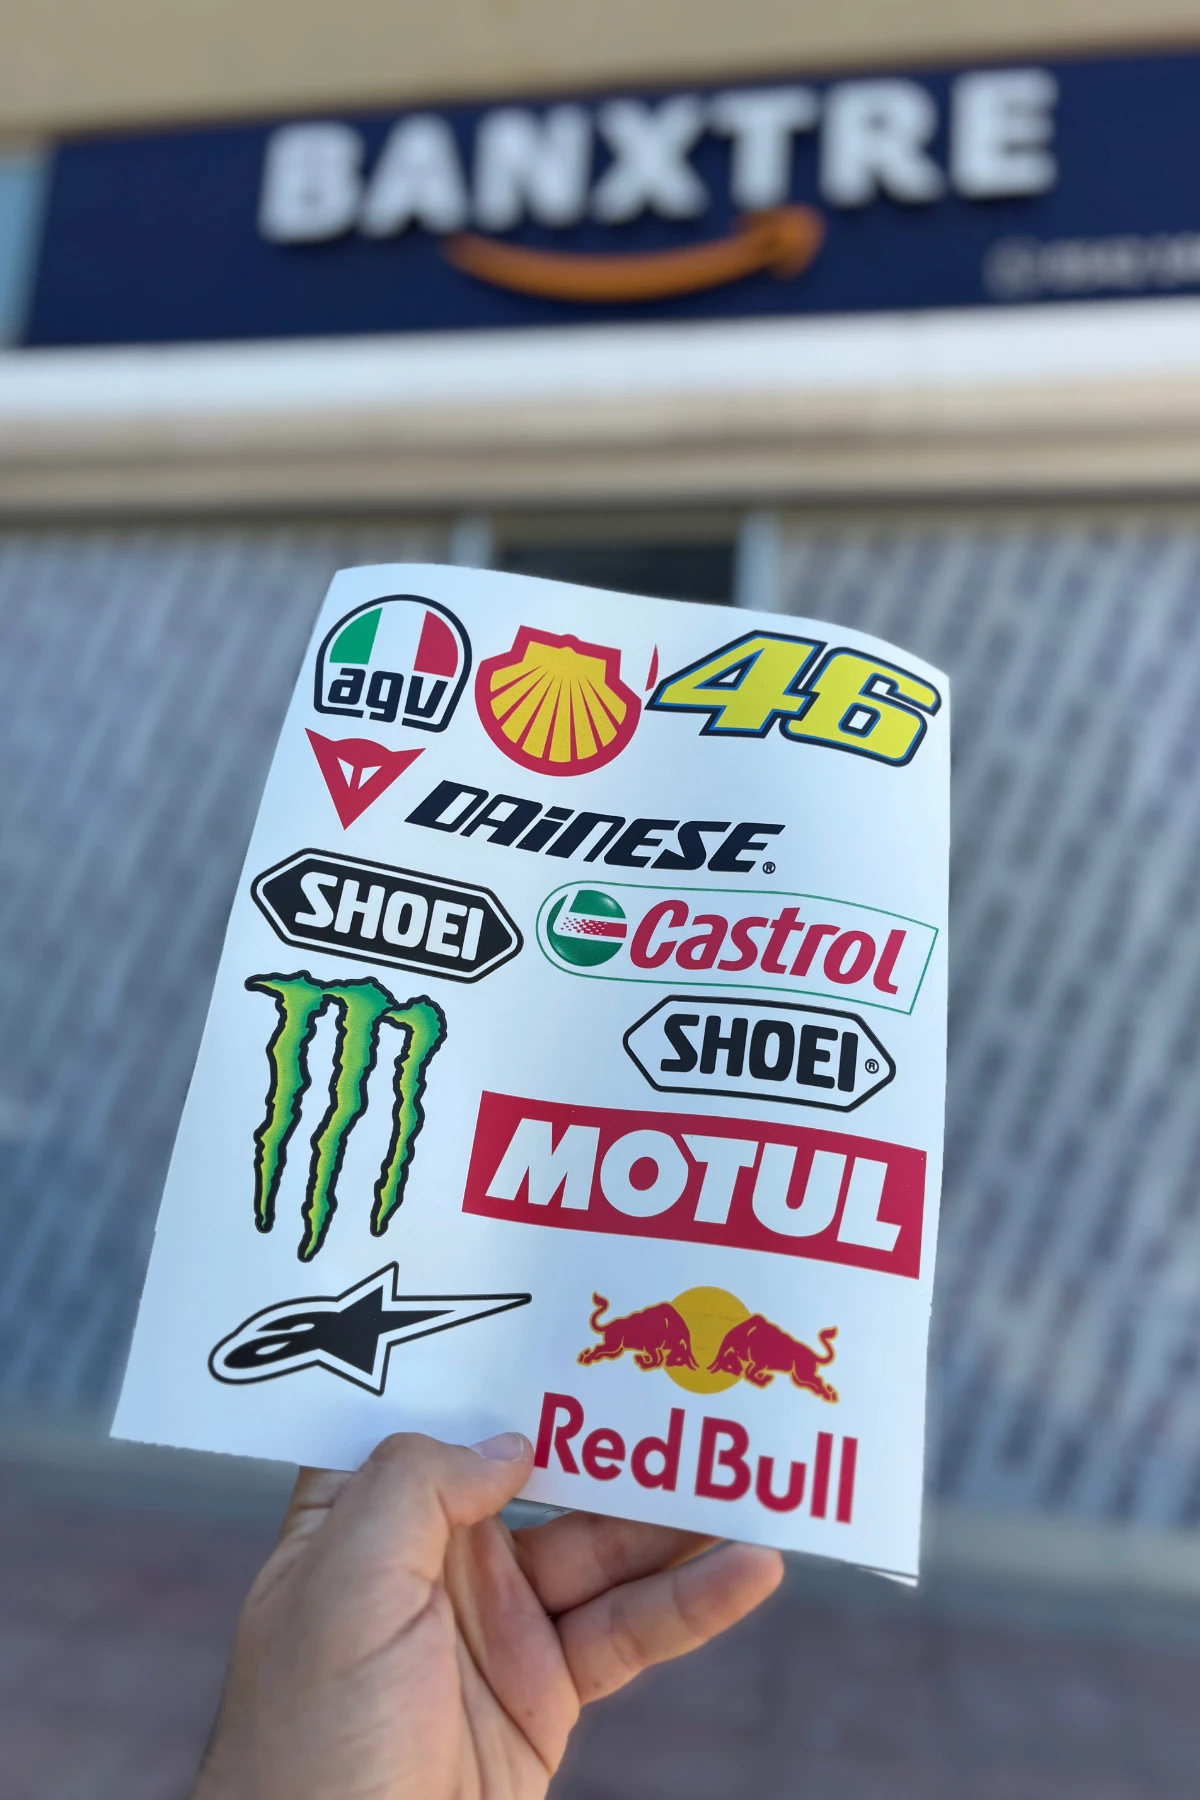 BANXTRE
agv
46
DAINESE®
SHOEI
Castrol
SHOEI®
MOTUL
a
Red Bull